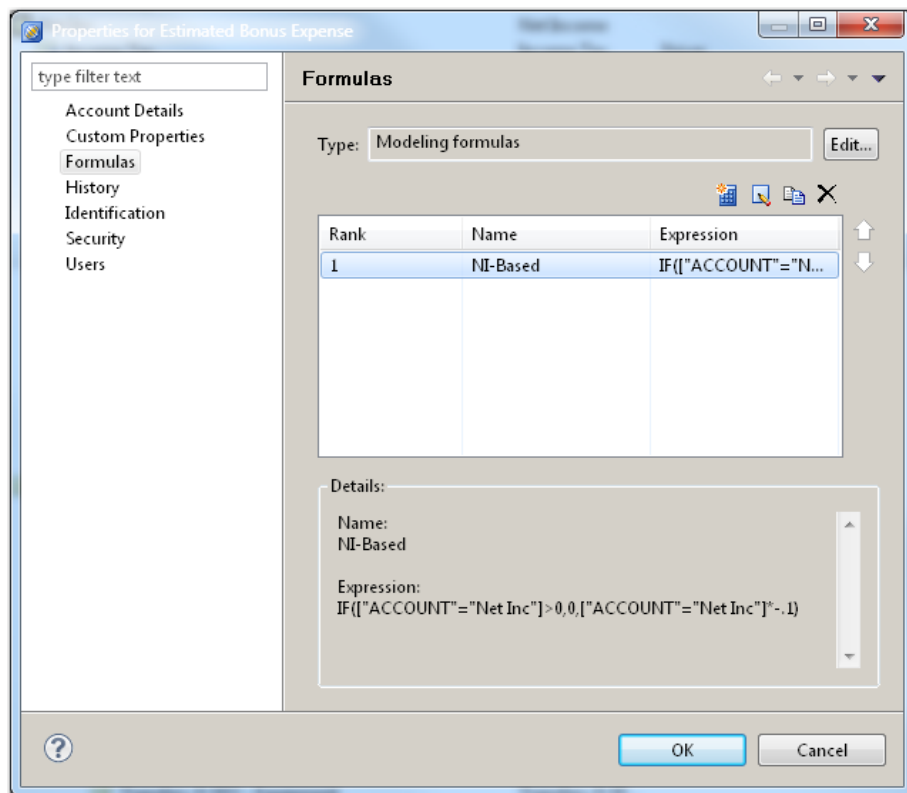 Properties for Estimated Bonus Expense
type filter text
Account Details
Custom Properties
Formulas
History
Identification
Security
Users
Formulas
Type: Modeling formulas Edit...
Rank Name Expression
1 NI-Based IF(["ACCOUNT"="N...
Details:
Name:
NI-Based
Expression:
IF(["ACCOUNT"="Net Inc"]>0,0,["ACCOUNT"="Net Inc"]*-.1)
? OK Cancel